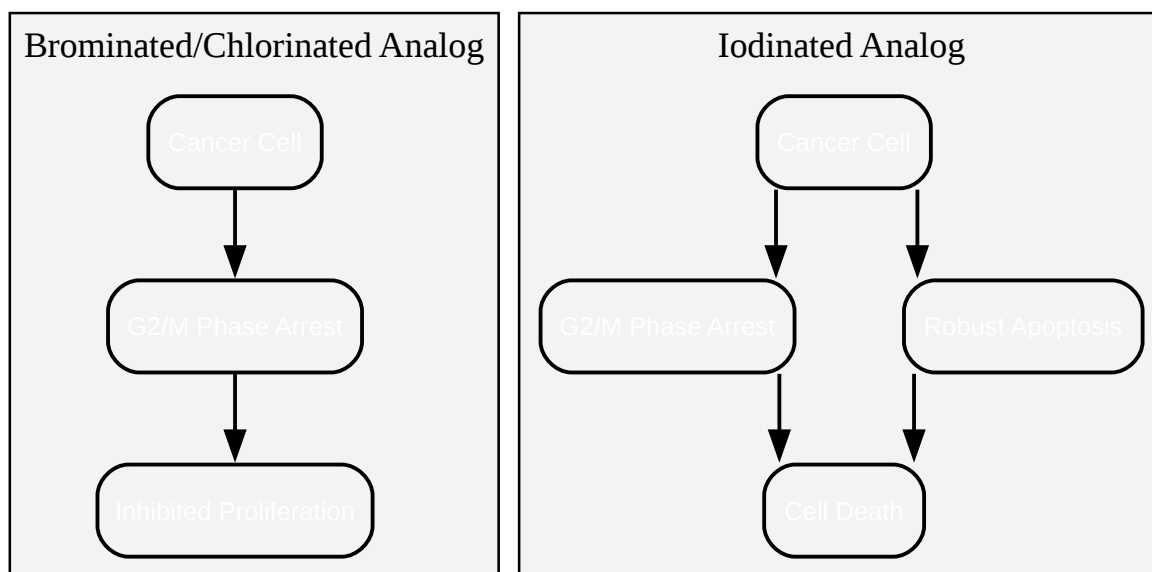 Brominated/Chlorinated Analog
Cancer Cell
G2/M Phase Arrest
Inhibited Proliferation
Iodinated Analog
Cancer Cell
G2/M Phase Arrest
Robust Apoptosis
Cell Death